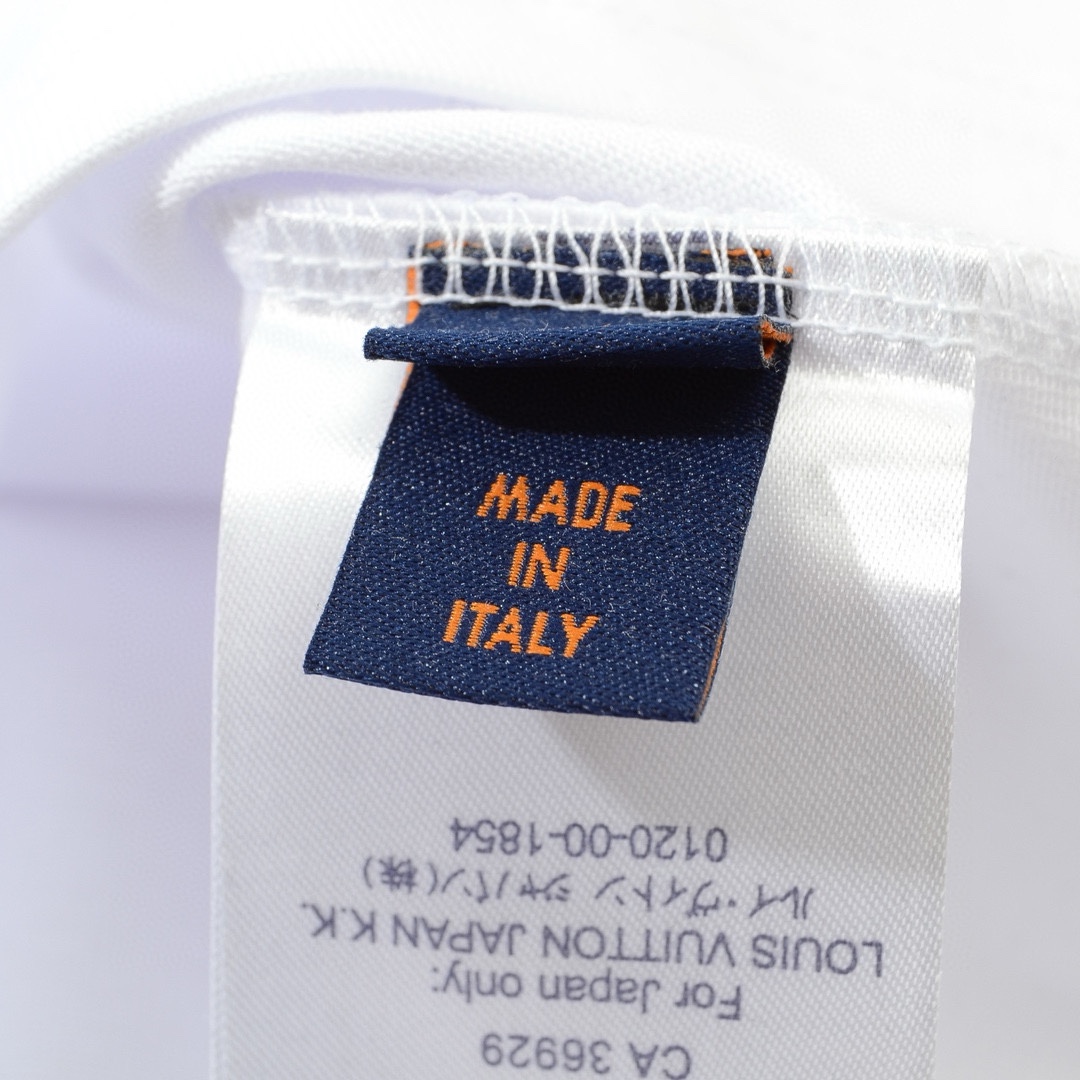 MADE
IN
ITALY
CA 36929
For Japan only:
LOUIS VUITTON JAPAN K.K.
ルイ・ヴィトン ジャパン(株)
0120-00-1854